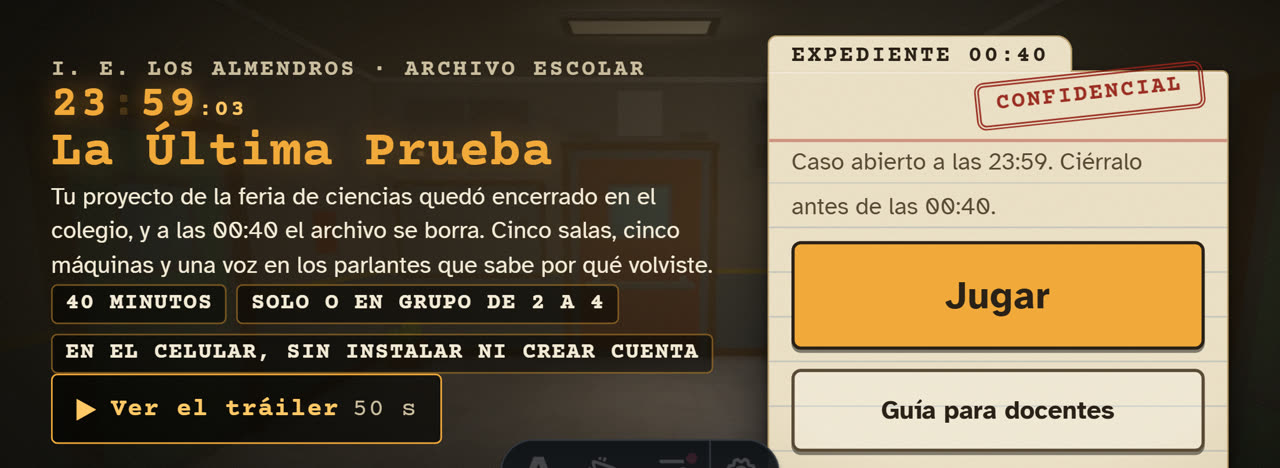 I. E. LOS ALMENDROS · ARCHIVO ESCOLAR
23:59:03
La Última Prueba
Tu proyecto de la feria de ciencias quedó encerrado en el
colegio, y a las 00:40 el archivo se borra. Cinco salas, cinco
máquinas y una voz en los parlantes que sabe por qué volviste.
40 MINUTOS
SOLO O EN GRUPO DE 2 A 4
EN EL CELULAR, SIN INSTALAR NI CREAR CUENTA
▶ Ver el tráiler 50 s
EXPEDIENTE 00:40
CONFIDENCIAL
Caso abierto a las 23:59. Ciérralo
antes de las 00:40.
Jugar
Guía para docentes